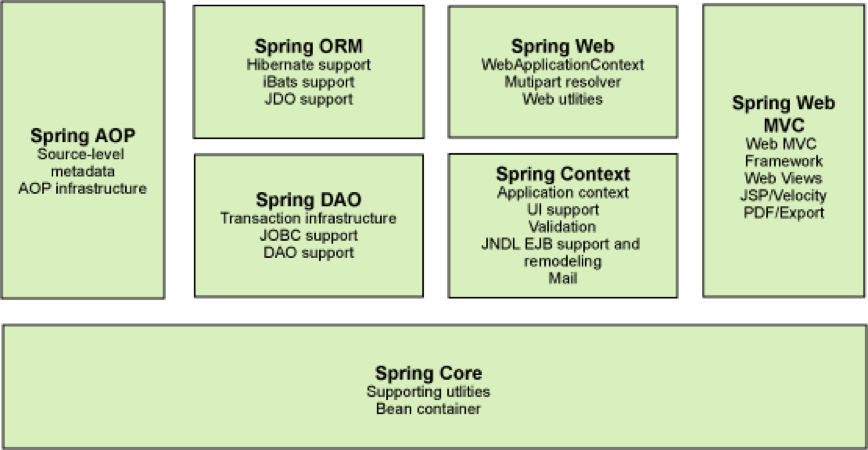 Spring AOP
Source-level
metadata
AOP infrastructure
Spring ORM
Hibernate support
iBats support
JDO support
Spring DAO
Transaction infrastructure
JOBC support
DAO support
Spring Web
WebApplicationContext
Mutipart resolver
Web utlities
Spring Context
Application context
UI support
Validation
JNDL EJB support and
remodeling
Mail
Spring Web
MVC
Web MVC
Framework
Web Views
JSP/Velocity
PDF/Export
Spring Core
Supporting utlities
Bean container